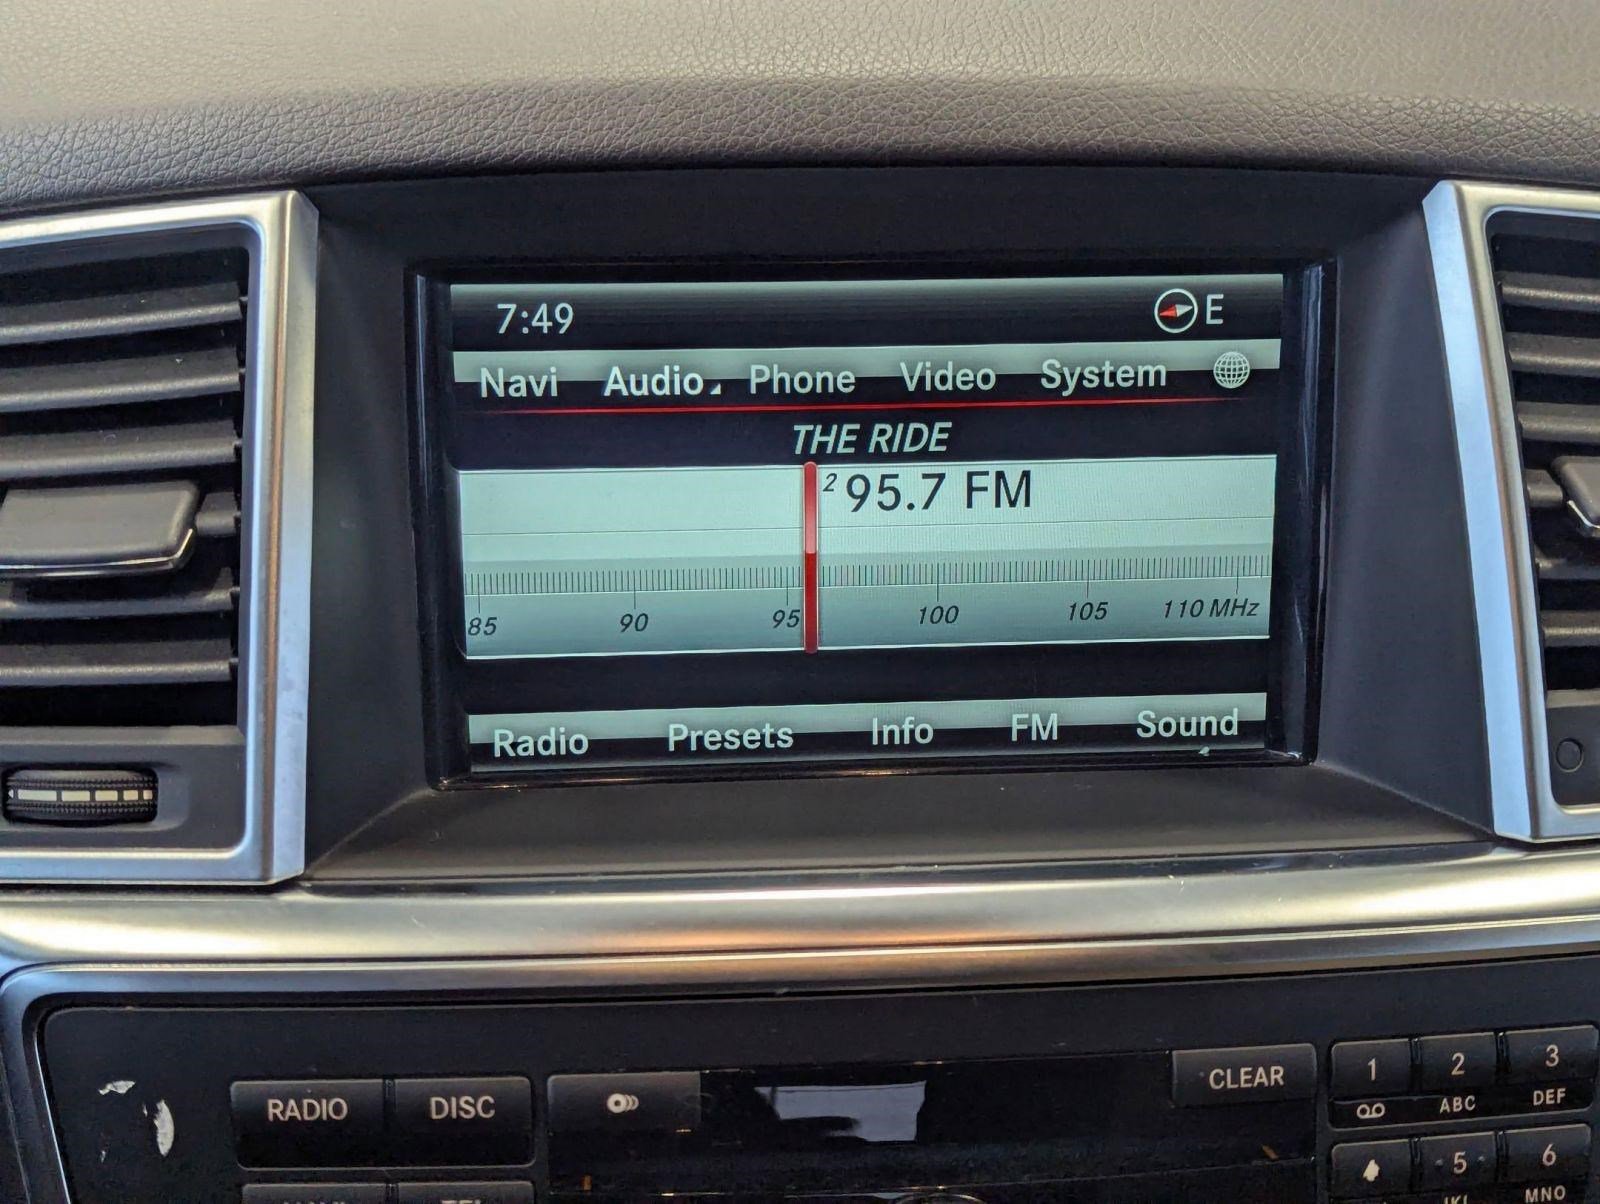 7:49 E
Navi Audio Phone Video System
THE RIDE
2 95.7 FM
85 90 95 100 105 110 MHz
Radio Presets Info FM Sound
RADIO DISC CLEAR 1 2 3
ABC DEF
5 6
MNO